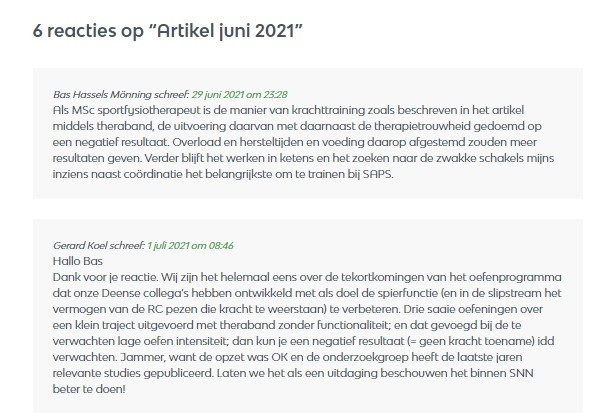 6 reacties op “Artikel juni 2021”
Bas Hassels Mönning schreef: 29 juni 2021 om 23:28
Als MSc sportfysiotherapeut is de manier van krachttraining zoals beschreven in het artikel
middels theraband, de uitvoering daarvan met daarnaast de therapietrouwheid gedoemd op
een negatief resultaat. Overload en hersteltijden en voeding daarop afgestemd zouden meer
resultaten geven. Verder blijft het werken in ketens en het zoeken naar de zwakke schakels mijns
inziens naast coördinatie het belangrijkste om te trainen bij SAPS.
Gerard Koel schreef: 1 juli 2021 om 08:46
Hallo Bas
Dank voor je reactie. Wij zijn het helemaal eens over de tekortkomingen van het oefenprogramma
dat onze Deense collega's hebben ontwikkeld met als doel de spierfunctie (en in de slipstream het
vermogen van de RC pezen die kracht te weerstaan) te verbeteren. Drie saaie oefeningen over
een klein traject uitgevoerd met theraband zonder functionaliteit; en dat gevoegd bij de te
verwachten lage oefen intensiteit; dan kun je een negatief resultaat (= geen kracht toename) idd
verwachten. Jammer, want de opzet was OK en de onderzoekgroep heeft de laatste jaren
relevante studies gepubliceerd. Laten we het als een uitdaging beschouwen het binnen SNN
beter te doen!